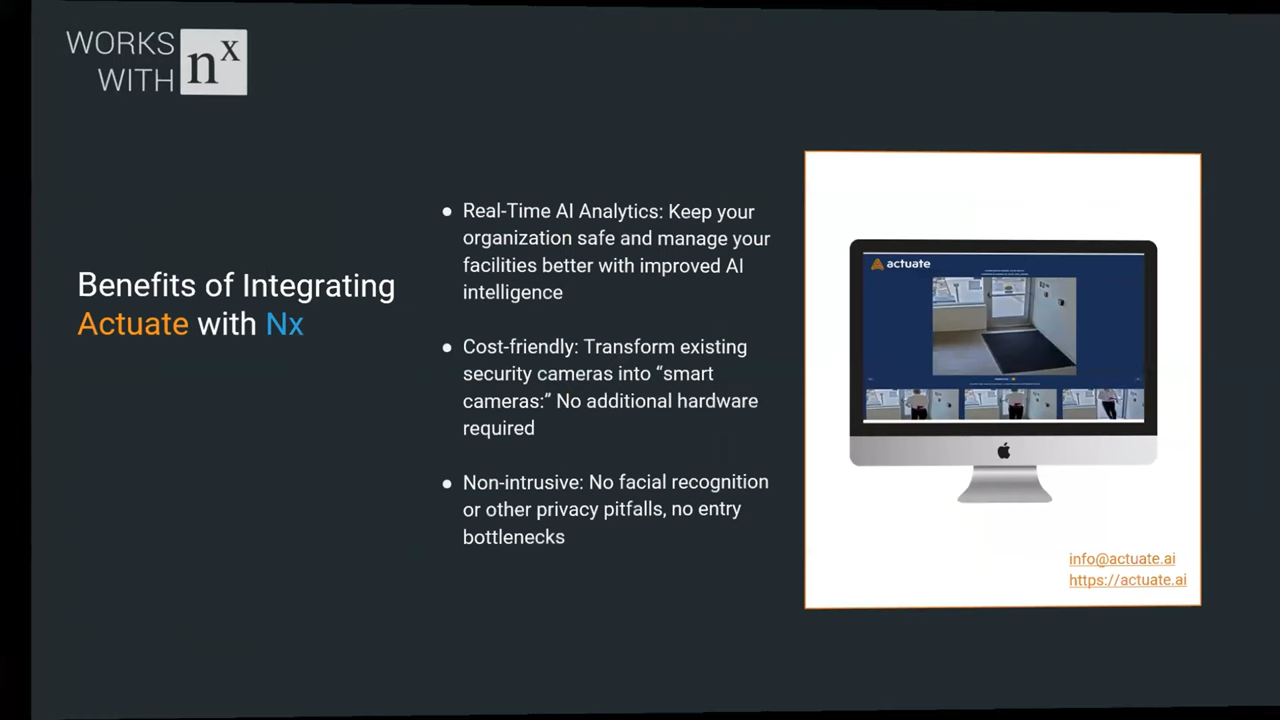 WORKS
WITH
nx
Benefits of Integrating
Actuate with Nx
● Real-Time AI Analytics: Keep your
organization safe and manage your
facilities better with improved AI
intelligence
● Cost-friendly: Transform existing
security cameras into “smart
cameras:” No additional hardware
required
● Non-intrusive: No facial recognition
or other privacy pitfalls, no entry
bottlenecks
actuate
info@actuate.ai
https://actuate.ai